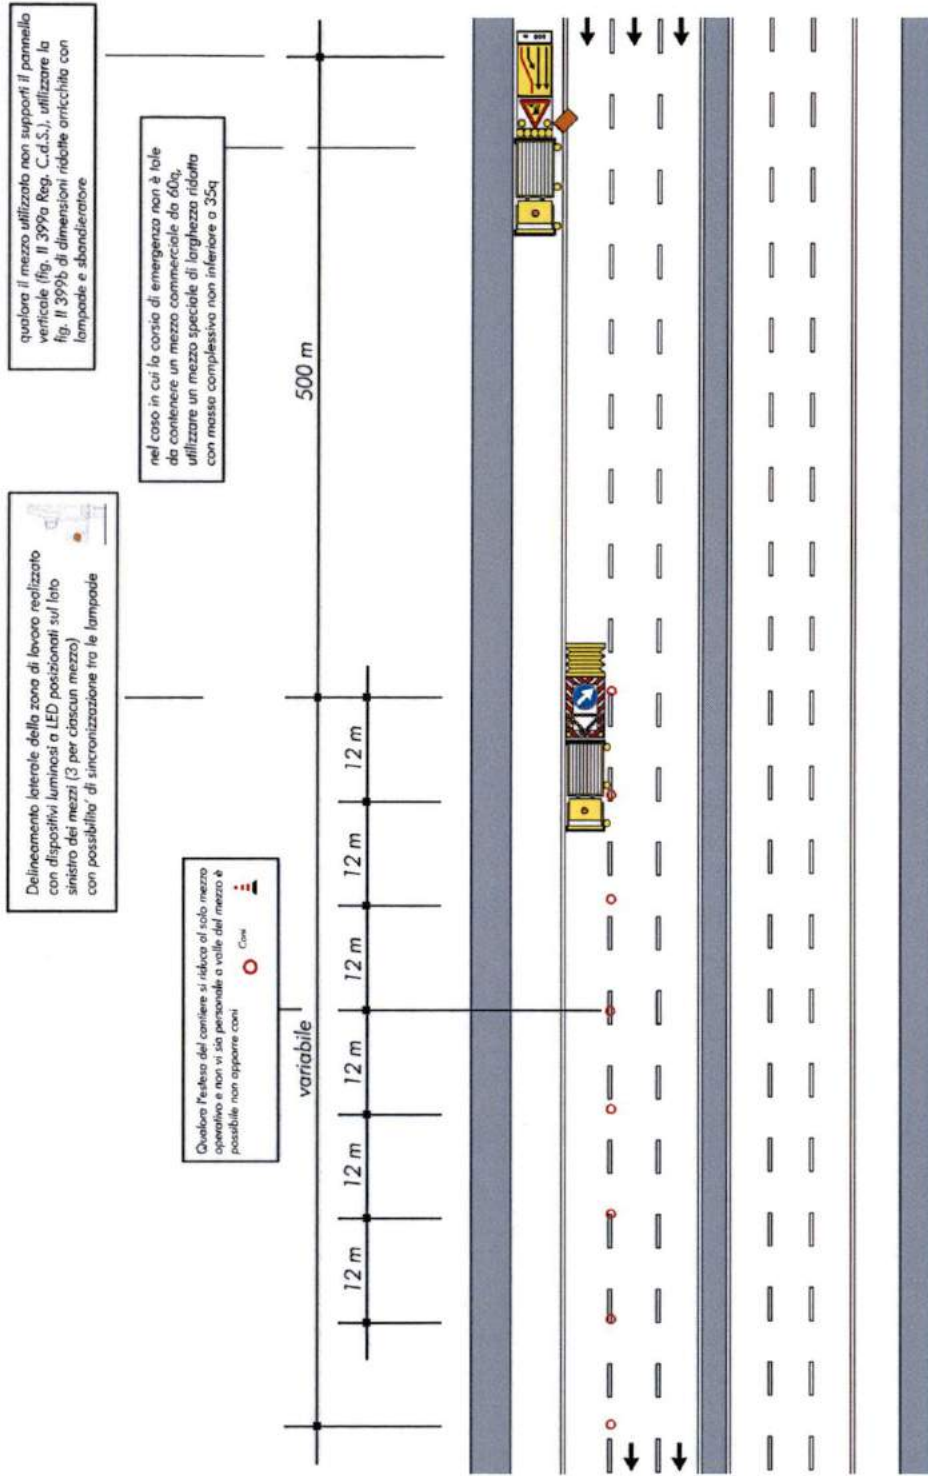 qualora il mezzo utilizzato non supporti il pannello
verticale (fig. II 399a Reg. C.d.S.), utilizzare la
fig. II 399b di dimensioni ridotte arricchita con
lampade e sbandieratore
nel caso in cui la corsia di emergenza non è tale
da contenere un mezzo commerciale da 60q,
utilizzare un mezzo speciale di larghezza ridotta
con massa complessiva non inferiore a 35q
Delineamento laterale della zona di lavoro realizzato
con dispositivi luminosi a LED posizionati sul lato
sinistro dei mezzi (3 per ciascun mezzo)
con possibilita' di sincronizzazione tra le lampade
Qualora l'estesa del cantiere si riduca al solo mezzo
operativo e non vi sia personale a valle del mezzo è
possibile non apporre coni
Coni
variabile
500 m
12 m
12 m
12 m
12 m
12 m
12 m